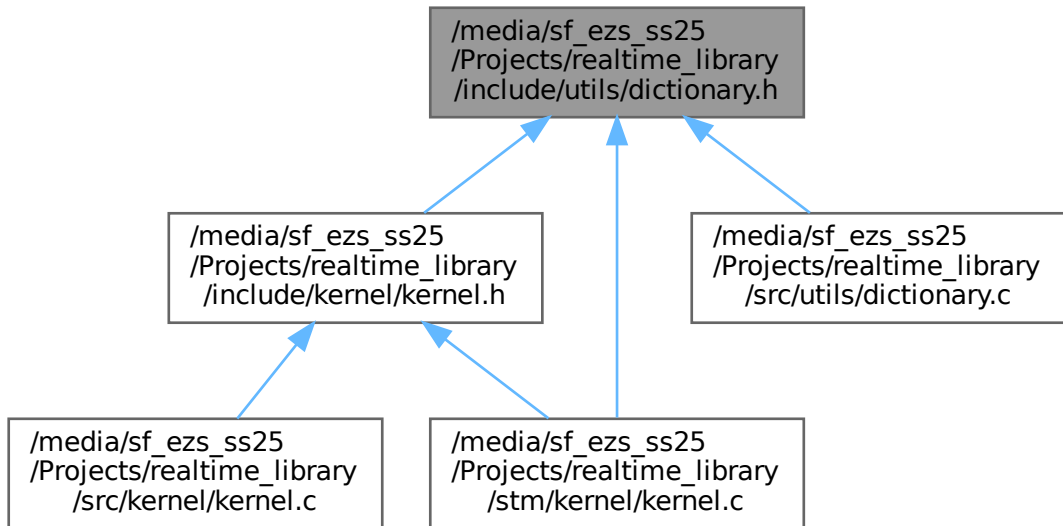 /media/sf_ezs_ss25
/Projects/realtime_library
/include/utils/dictionary.h
/media/sf_ezs_ss25
/Projects/realtime_library
/include/kernel/kernel.h
/media/sf_ezs_ss25
/Projects/realtime_library
/src/utils/dictionary.c
/media/sf_ezs_ss25
/Projects/realtime_library
/src/kernel/kernel.c
/media/sf_ezs_ss25
/Projects/realtime_library
/stm/kernel/kernel.c